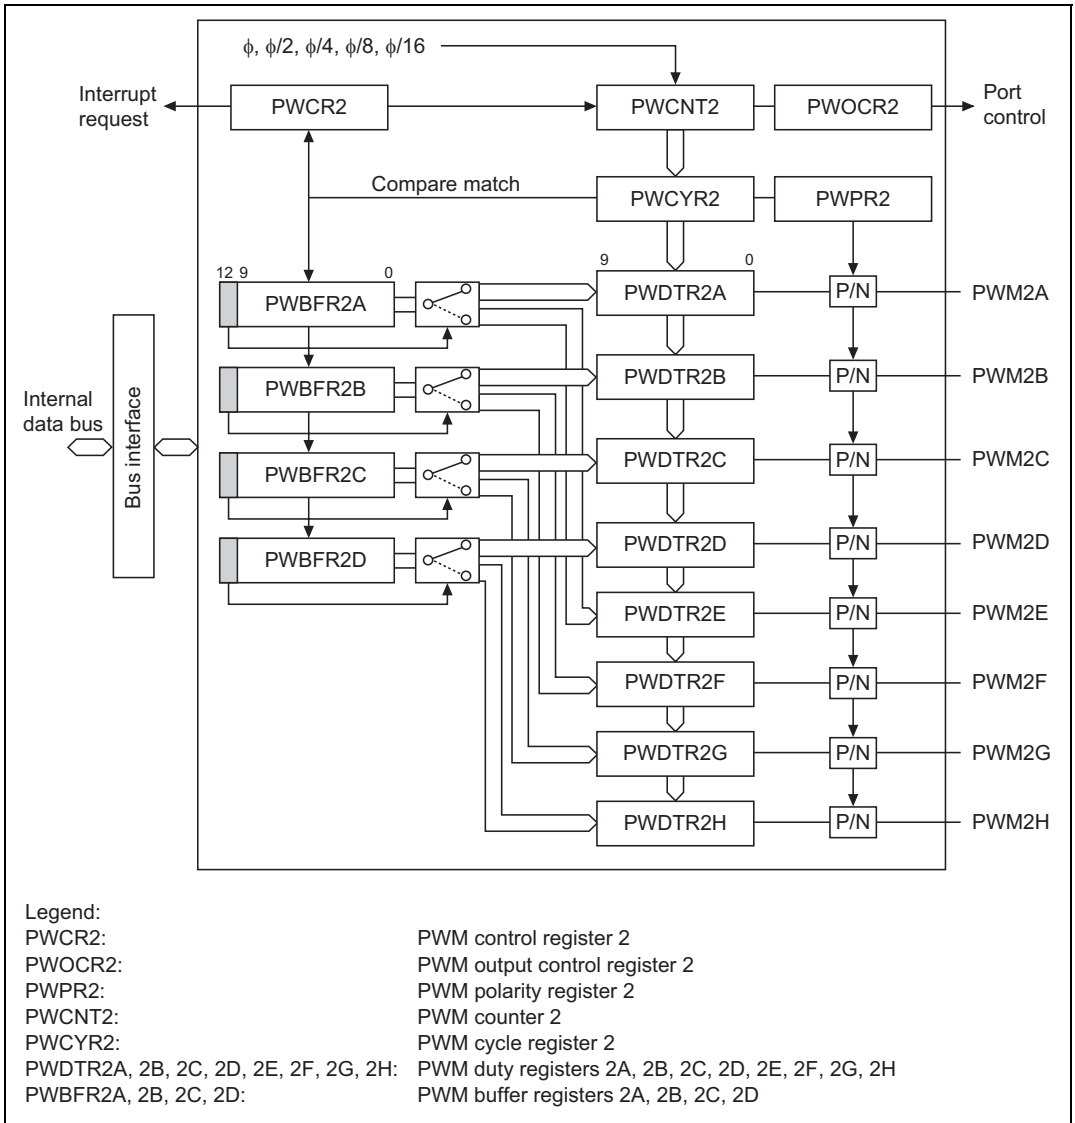 ϕ, ϕ/2, ϕ/4, ϕ/8, ϕ/16
Interrupt
request
PWCR2
PWCNT2
PWOCR2
Port
control
Compare match
PWCYR2
PWPR2
12 9 0
9 0
PWBFR2A
PWDTR2A
P/N
PWM2A
PWBFR2B
PWDTR2B
P/N
PWM2B
Internal
data bus
Bus interface
PWBFR2C
PWDTR2C
P/N
PWM2C
PWBFR2D
PWDTR2D
P/N
PWM2D
PWDTR2E
P/N
PWM2E
PWDTR2F
P/N
PWM2F
PWDTR2G
P/N
PWM2G
PWDTR2H
P/N
PWM2H
Legend:
PWCR2: PWM control register 2
PWOCR2: PWM output control register 2
PWPR2: PWM polarity register 2
PWCNT2: PWM counter 2
PWCYR2: PWM cycle register 2
PWDTR2A, 2B, 2C, 2D, 2E, 2F, 2G, 2H: PWM duty registers 2A, 2B, 2C, 2D, 2E, 2F, 2G, 2H
PWBFR2A, 2B, 2C, 2D: PWM buffer registers 2A, 2B, 2C, 2D